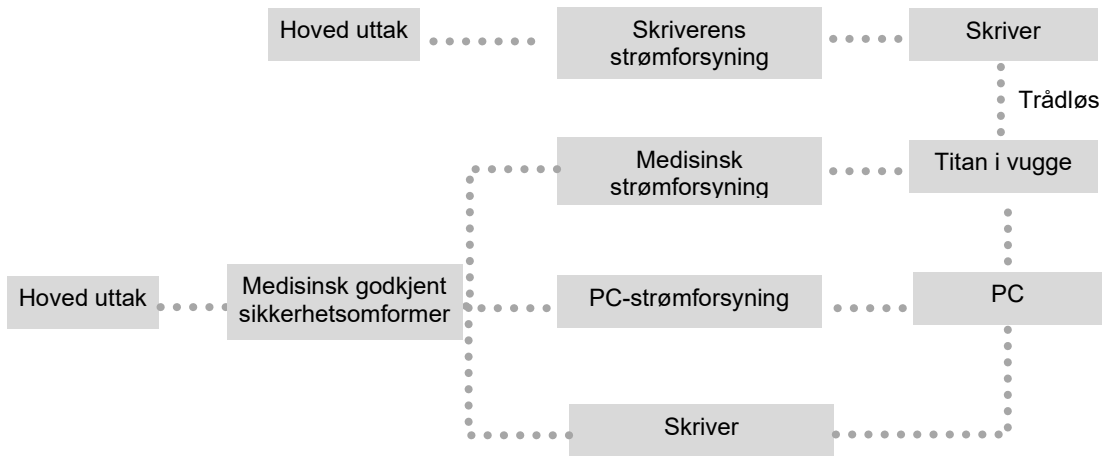 Hoved uttak
Skriverens
strømforsyning
Skriver
Trådløs
Medisinsk
strømforsyning
Titan i vugge
Hoved uttak
Medisinsk godkjent
sikkerhetsomformer
PC-strømforsyning
PC
Skriver